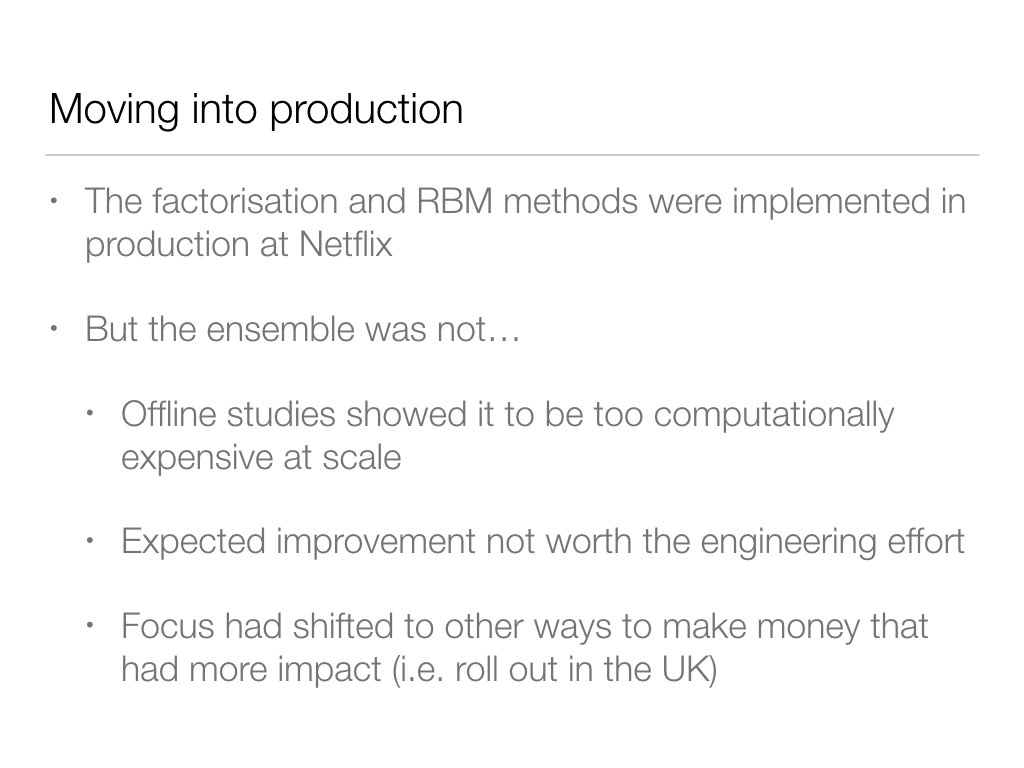 Moving into production
• The factorisation and RBM methods were implemented in
production at Netflix
• But the ensemble was not…
• Offline studies showed it to be too computationally
expensive at scale
• Expected improvement not worth the engineering effort
• Focus had shifted to other ways to make money that
had more impact (i.e. roll out in the UK)